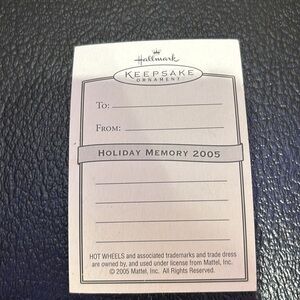 Hallmark
KEEPSAKE
ORNAMENT
TO:
FROM:
HOLIDAY MEMORY 2005
HOT WHEELS and associated trademarks and trade dress
are owned by, and used under license from Mattel, Inc.
© 2005 Mattel, Inc. All Rights Reserved.